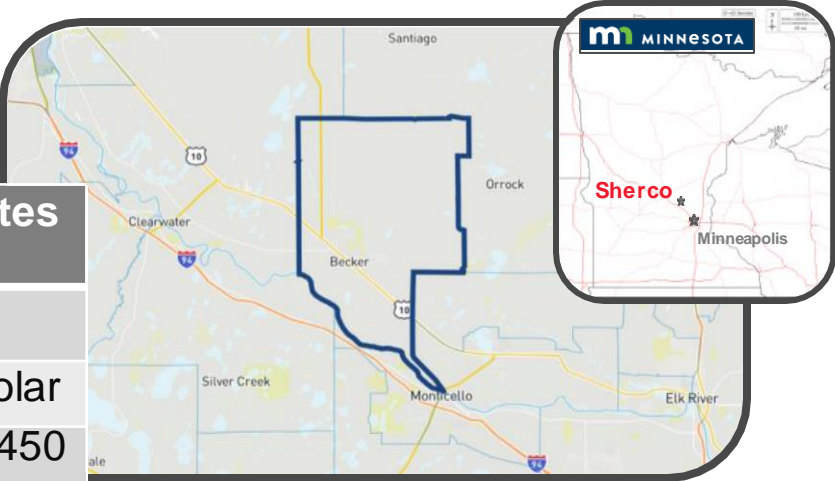 Santiago
mn MINNESOTA
94
10
Orrock
Sherco
Minneapolis
tes
Clearwater
94
Becker
10
olar
Silver Creek
Monticello
Elk River
450
ale
94